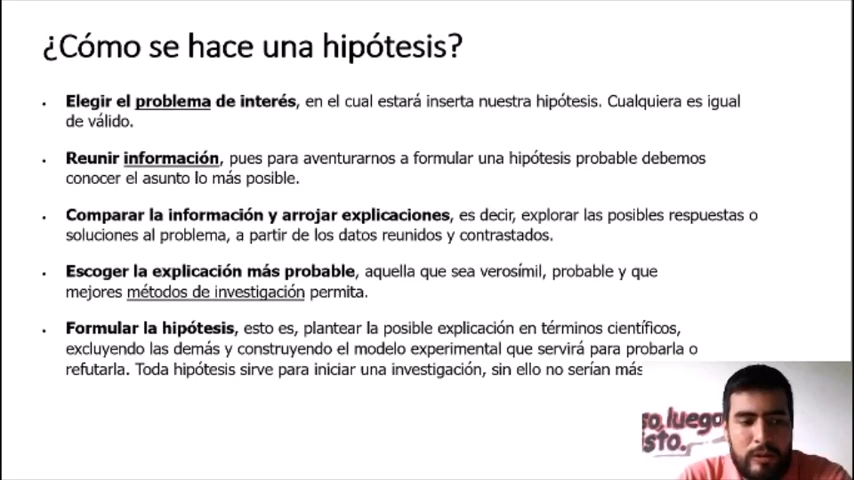 ¿Cómo se hace una hipótesis?
• Elegir el problema de interés, en el cual estará inserta nuestra hipótesis. Cualquiera es igual
de válido.
• Reunir información, pues para aventurarnos a formular una hipótesis probable debemos
conocer el asunto lo más posible.
• Comparar la información y arrojar explicaciones, es decir, explorar las posibles respuestas o
soluciones al problema, a partir de los datos reunidos y contrastados.
• Escoger la explicación más probable, aquella que sea verosímil, probable y que
mejores métodos de investigación permita.
• Formular la hipótesis, esto es, plantear la posible explicación en términos científicos,
excluyendo las demás y construyendo el modelo experimental que servirá para probarla o
refutarla. Toda hipótesis sirve para iniciar una investigación, sin ello no serían más
so, luego
isto.